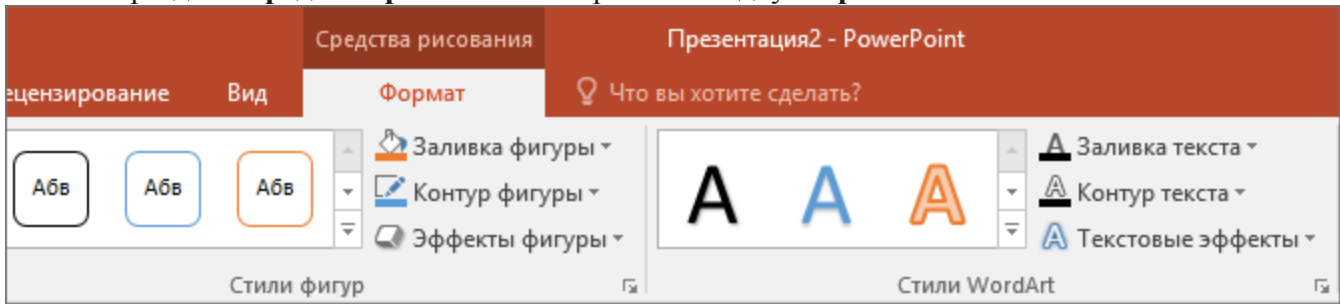 Средства рисования Презентация2 - PowerPoint
ецензирование Вид Формат Что вы хотите сделать?
Абв Абв Абв
Заливка фигуры
Контур фигуры
Эффекты фигуры
Стили фигур
A A A
Заливка текста
Контур текста
Текстовые эффекты
Стили WordArt